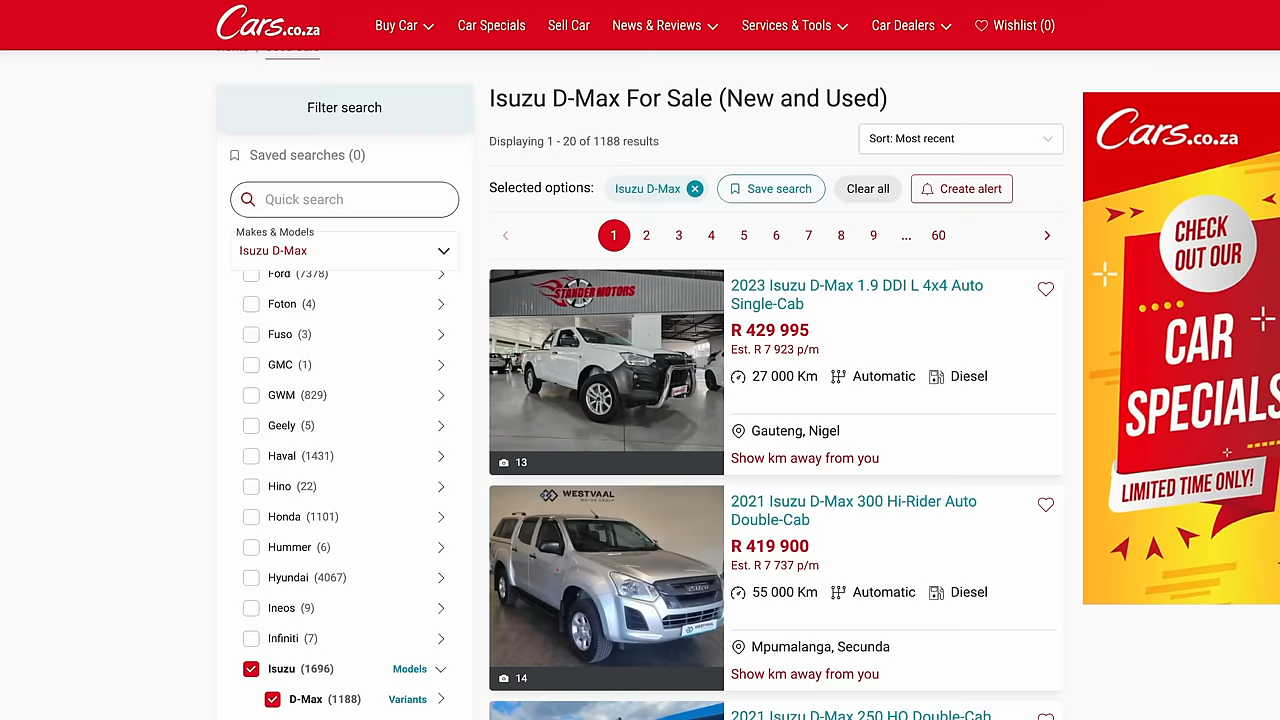 Cars.co.za
Buy Car
Car Specials
Sell Car
News & Reviews
Services & Tools
Car Dealers
Wishlist (0)
Filter search
Saved searches (0)
Quick search
Makes & Models
Isuzu D-Max
Ford (7378)
Foton (4)
Fuso (3)
GMC (1)
GWM (829)
Geely (5)
Haval (1431)
Hino (22)
Honda (1101)
Hummer (6)
Hyundai (4067)
Ineos (9)
Infiniti (7)
Isuzu (1696) Models
D-Max (1188) Variants
Isuzu D-Max For Sale (New and Used)
Displaying 1 - 20 of 1188 results
Sort: Most recent
Selected options: Isuzu D-Max Save search Clear all Create alert
1 2 3 4 5 6 7 8 9 ... 60
STANDER MOTORS
13
2023 Isuzu D-Max 1.9 DDI L 4x4 Auto
Single-Cab
R 429 995
Est. R 7 923 p/m
27 000 Km Automatic Diesel
Gauteng, Nigel
Show km away from you
WESTVAAL
ISUZU
WESTVAAL
14
2021 Isuzu D-Max 300 Hi-Rider Auto
Double-Cab
R 419 900
Est. R 7 737 p/m
55 000 Km Automatic Diesel
Mpumalanga, Secunda
Show km away from you
2021 Isuzu D-Max 250 HO Double-Cab
Cars.co.za
CHECK
OUT OUR
CAR
SPECIALS
LIMITED TIME ONLY!